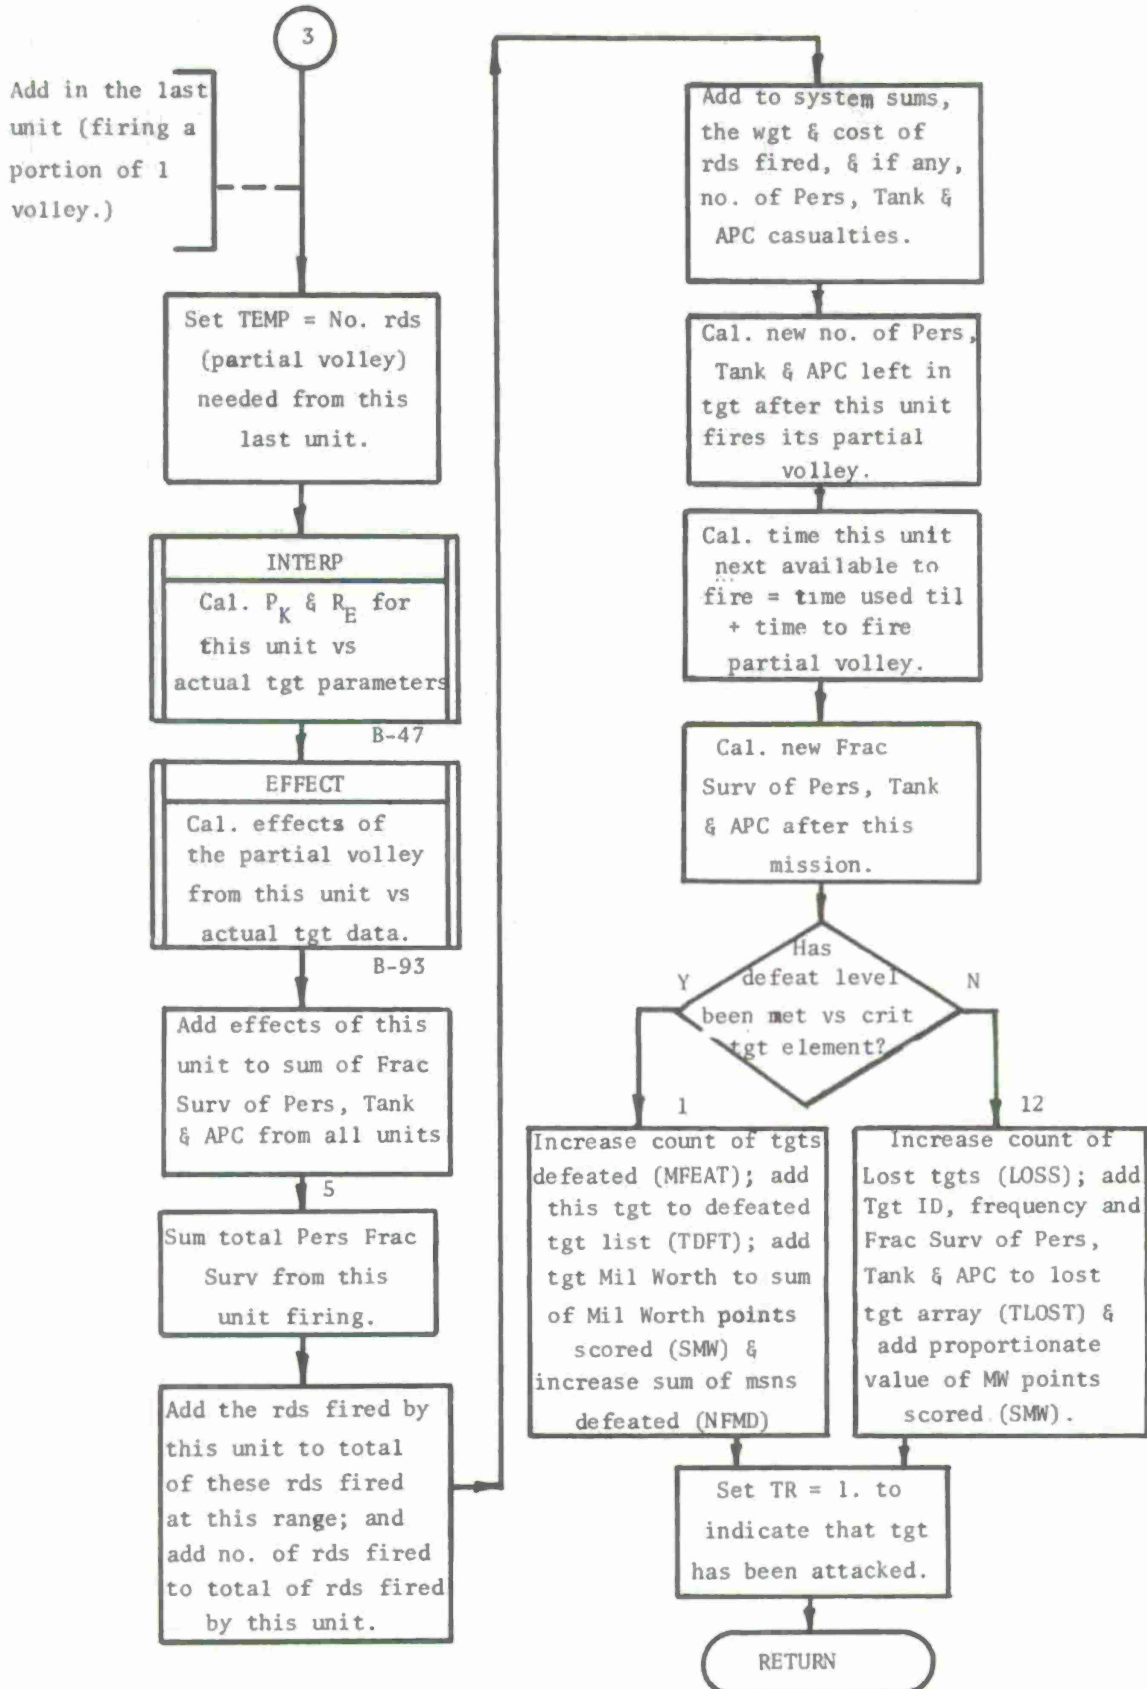 3
Add in the last
unit (firing a
portion of 1
volley.)
Set TEMP = No. rds
(partial volley)
needed from this
last unit.
INTERP
Cal. PK & RE for
this unit vs
actual tgt parameters
B-47
EFFECT
Cal. effects of
the partial volley
from this unit vs
actual tgt data.
B-93
Add effects of this
unit to sum of Frac
Surv of Pers, Tank
& APC from all units
5
Sum total Pers Frac
Surv from this
unit firing.
Add the rds fired by
this unit to total
of these rds fired
at this range; and
add no. of rds fired
to total of rds fired
by this unit.
Add to system sums,
the wgt & cost of
rds fired, & if any,
no. of Pers, Tank &
APC casualties.
Cal. new no. of Pers,
Tank & APC left in
tgt after this unit
fires its partial
volley.
Cal. time this unit
next available to
fire = time used til
+ time to fire
partial volley.
Cal. new Frac
Surv of Pers, Tank
& APC after this
mission.
Has
defeat level
been met vs crit
tgt element?
Y
N
1
Increase count of tgts
defeated (MFEAT); add
this tgt to defeated
tgt list (TDFT); add
tgt Mil Worth to sum
of Mil Worth points
scored (SMW) &
increase sum of msns
defeated (NFMD)
12
Increase count of
Lost tgts (LOSS); add
Tgt ID, frequency and
Frac Surv of Pers,
Tank & APC to lost
tgt array (TLOST) &
add proportionate
value of MW points
scored (SMW).
Set TR = 1. to
indicate that tgt
has been attacked.
RETURN